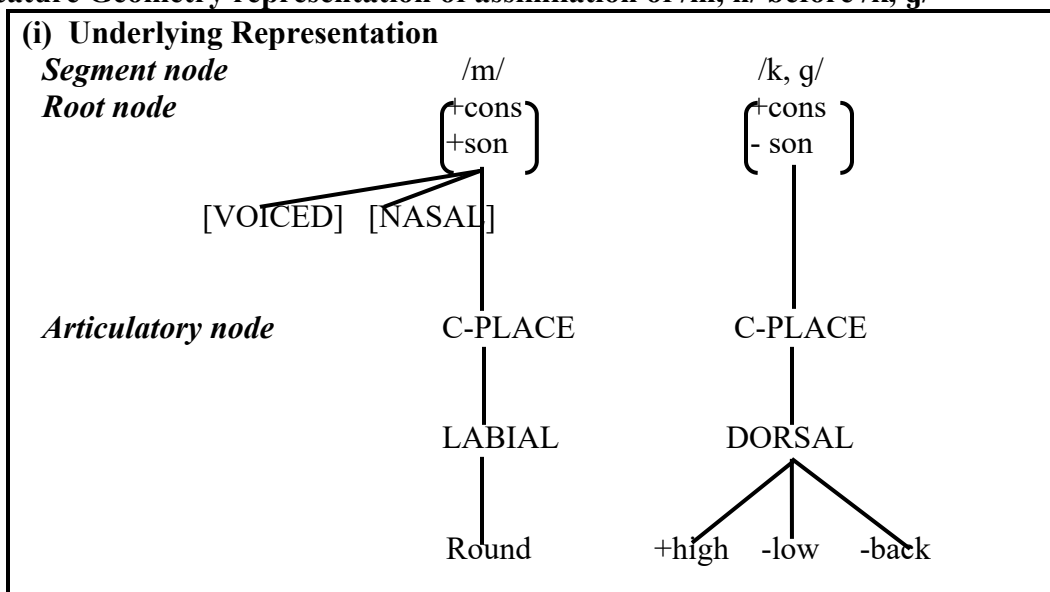 Feature Geometry representation of assimilation of /m, n/ before /k, ɡ/
(i) Underlying Representation
Segment node /m/ /k, ɡ/
Root node +cons +cons
+son - son
[VOICED] [NASAL]
Articulatory node C-PLACE C-PLACE
LABIAL DORSAL
Round +high -low -back